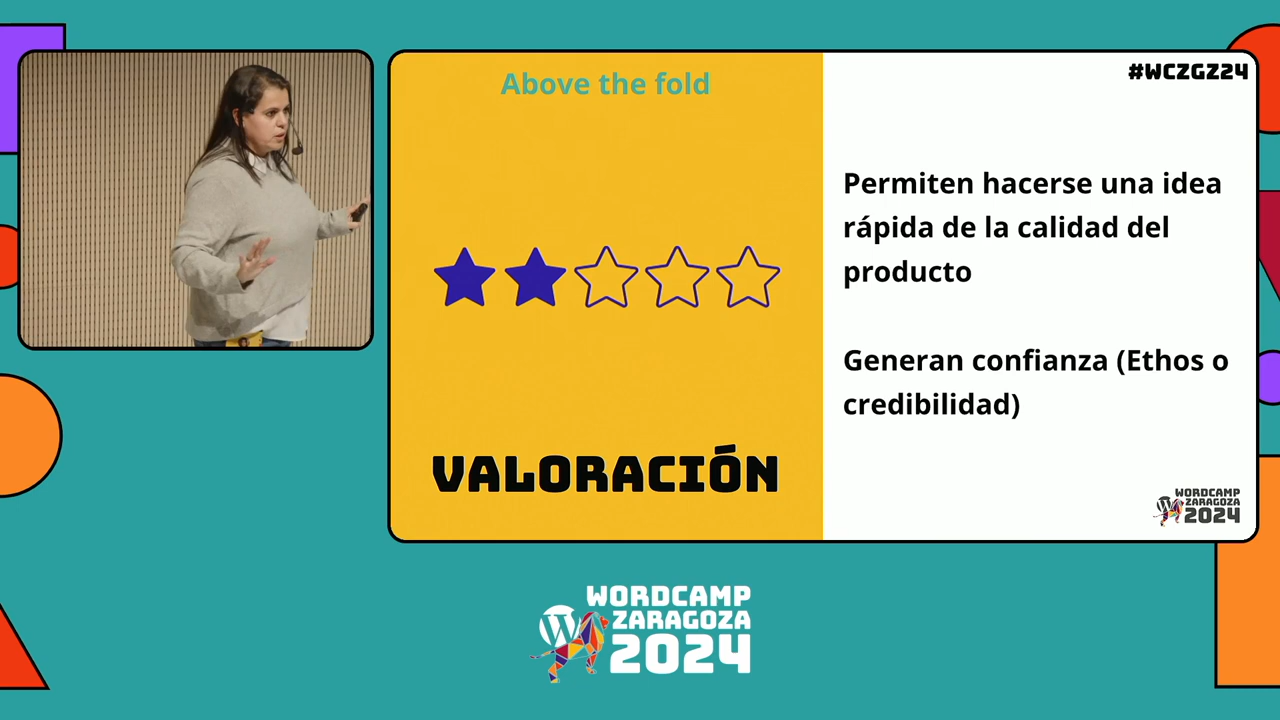 Above the fold
VALORACIÓN
#WCZGZ24
Permiten hacerse una idea
rápida de la calidad del
producto
Generan confianza (Ethos o
credibilidad)
WORDCAMP
ZARAGOZA
2024
WORDCAMP
ZARAGOZA
2024